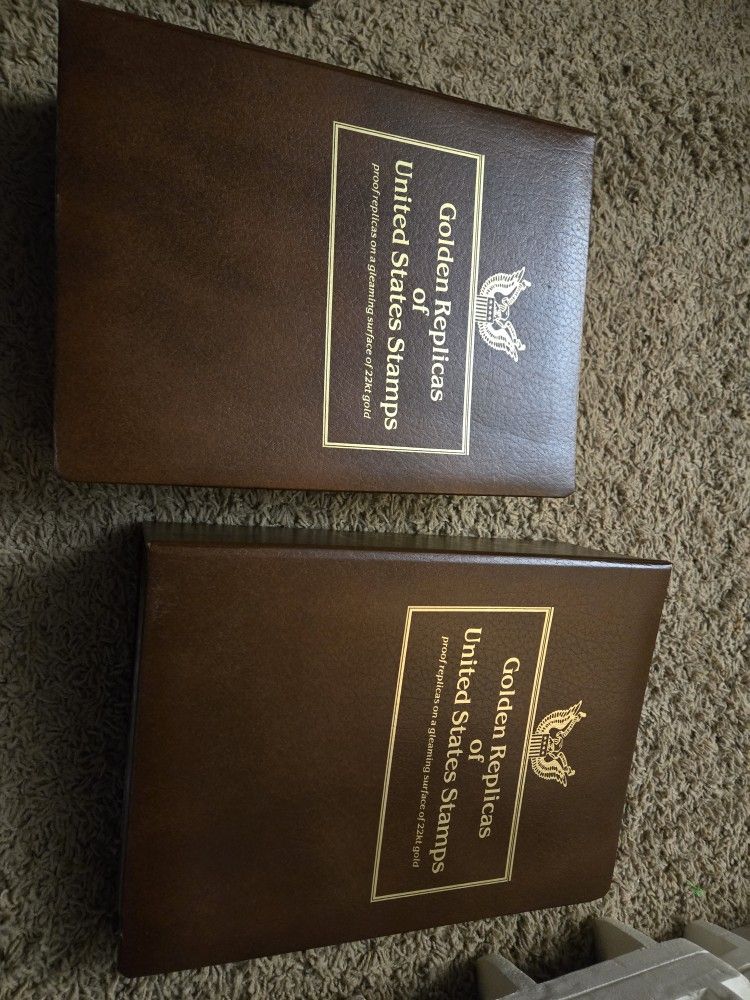 Golden Replicas
of
United States Stamps
proof replicas on a gleaming surface of 22kt gold
Golden Replicas
of
United States Stamps
proof replicas on a gleaming surface of 22kt gold